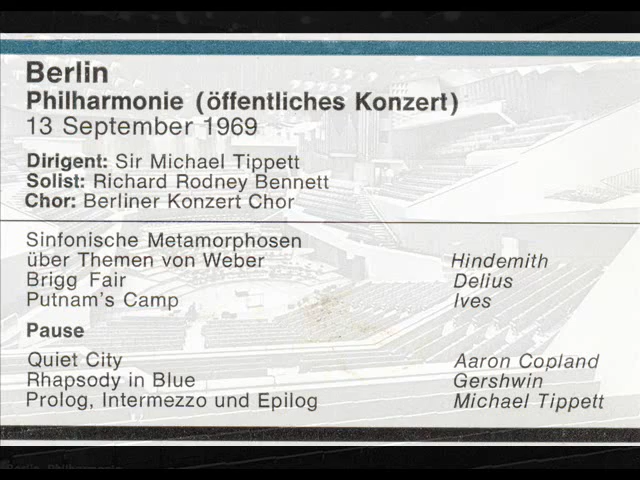 Berlin
Philharmonie (öffentliches Konzert)
13 September 1969
Dirigent: Sir Michael Tippett
Solist: Richard Rodney Bennett
Chor: Berliner Konzert Chor
Sinfonische Metamorphosen
über Themen von Weber Hindemith
Brigg Fair Delius
Putnam's Camp Ives
Pause
Quiet City Aaron Copland
Rhapsody in Blue Gershwin
Prolog, Intermezzo und Epilog Michael Tippett
Berlin Philharmonie